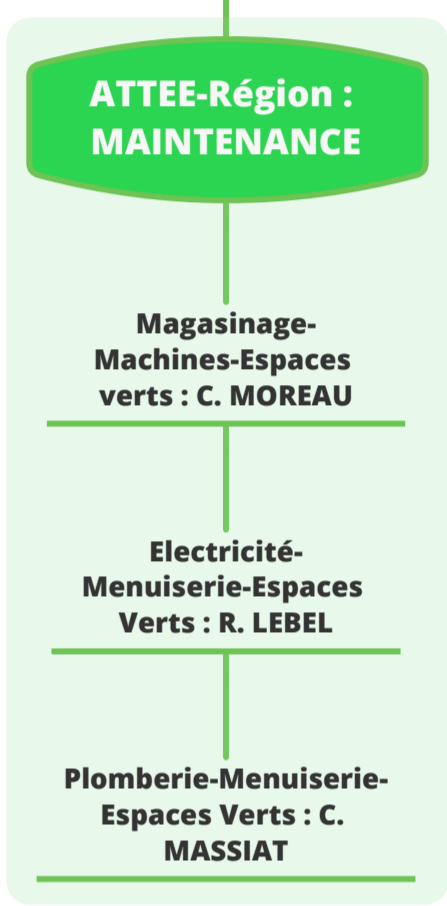 ATTEE-Région :
MAINTENANCE
Magasinage-
Machines-Espaces
verts : C. MOREAU
Electricité-
Menuiserie-Espaces
Verts : R. LEBEL
Plomberie-Menuiserie-
Espaces Verts : C.
MASSIAT